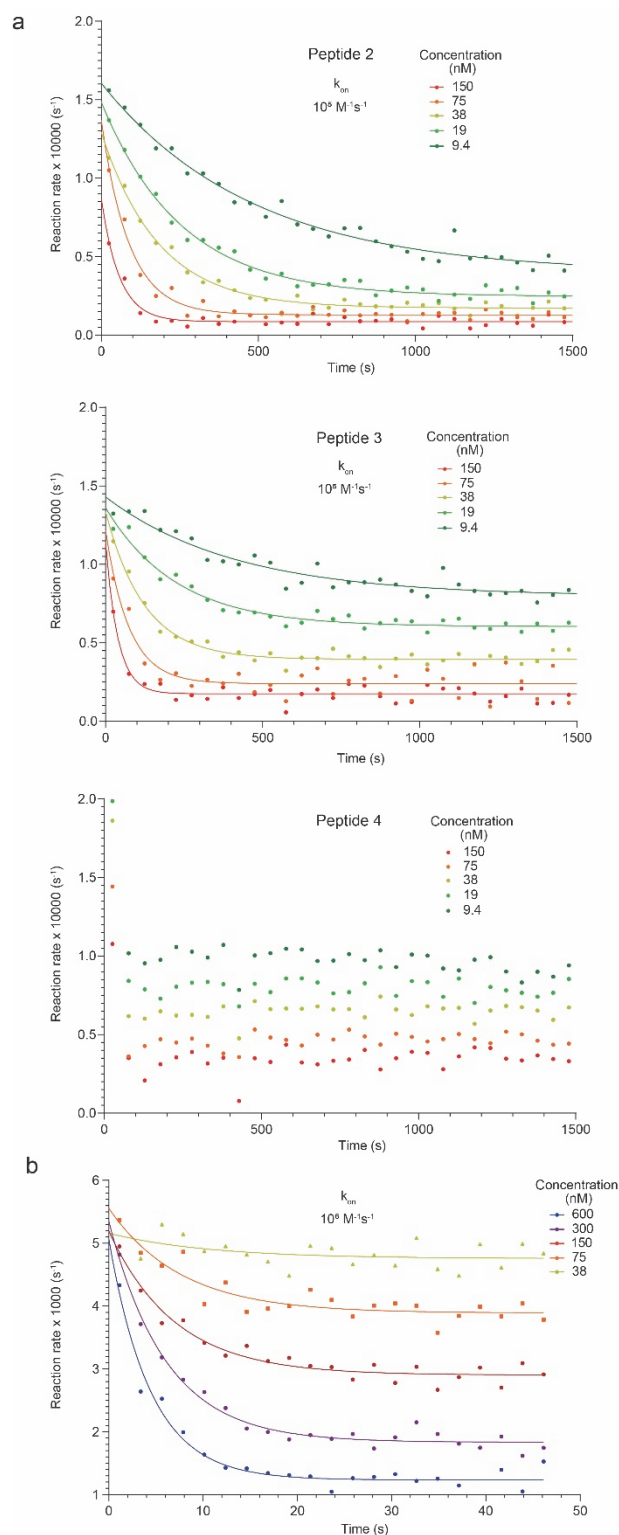 a
Peptide 2
k_on
10⁵ M⁻¹s⁻¹
Concentration
(nM)
150
75
38
19
9.4
Reaction rate x 10000 (s⁻¹)
2.0
1.5
1.0
0.5
0.0
0
500
1000
1500
Time (s)
Peptide 3
k_on
10⁵ M⁻¹s⁻¹
Concentration
(nM)
150
75
38
19
9.4
Reaction rate x 10000 (s⁻¹)
2.0
1.5
1.0
0.5
0.0
0
500
1000
1500
Time (s)
Peptide 4
Concentration
(nM)
150
75
38
19
9.4
Reaction rate x 10000 (s⁻¹)
2.0
1.5
1.0
0.5
0.0
0
500
1000
1500
Time (s)
b
k_on
10⁶ M⁻¹s⁻¹
Concentration
(nM)
600
300
150
75
38
Reaction rate x 1000 (s⁻¹)
6
5
4
3
2
1
0
10
20
30
40
50
Time (s)